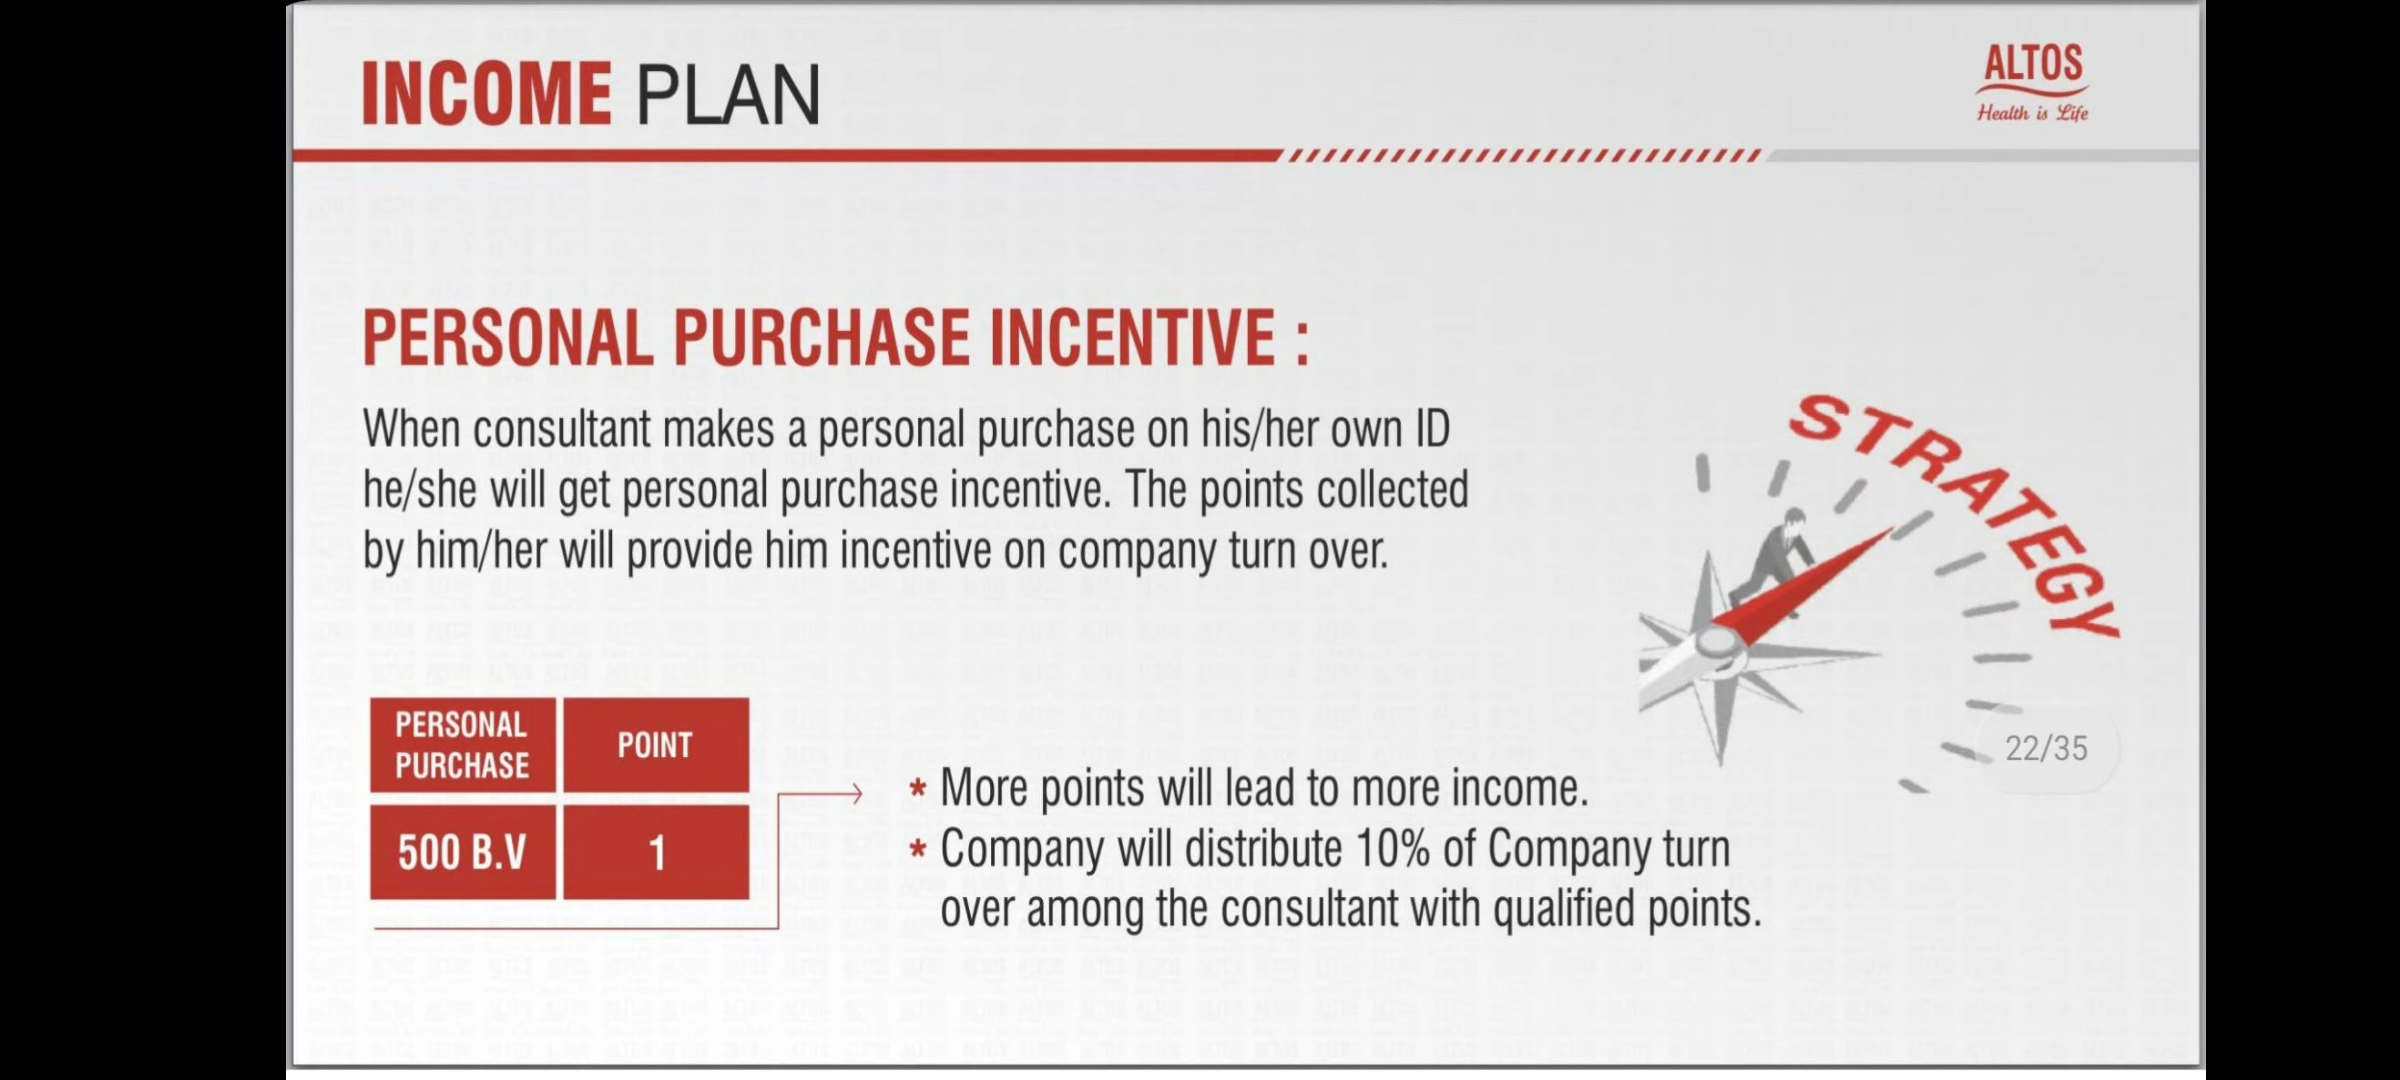 INCOME PLAN
ALTOS
Health is Life
PERSONAL PURCHASE INCENTIVE :
When consultant makes a personal purchase on his/her own ID
he/she will get personal purchase incentive. The points collected
by him/her will provide him incentive on company turn over.
STRATEGY
PERSONAL
PURCHASE
POINT
500 B.V
1
* More points will lead to more income.
* Company will distribute 10% of Company turn
over among the consultant with qualified points.
22/35